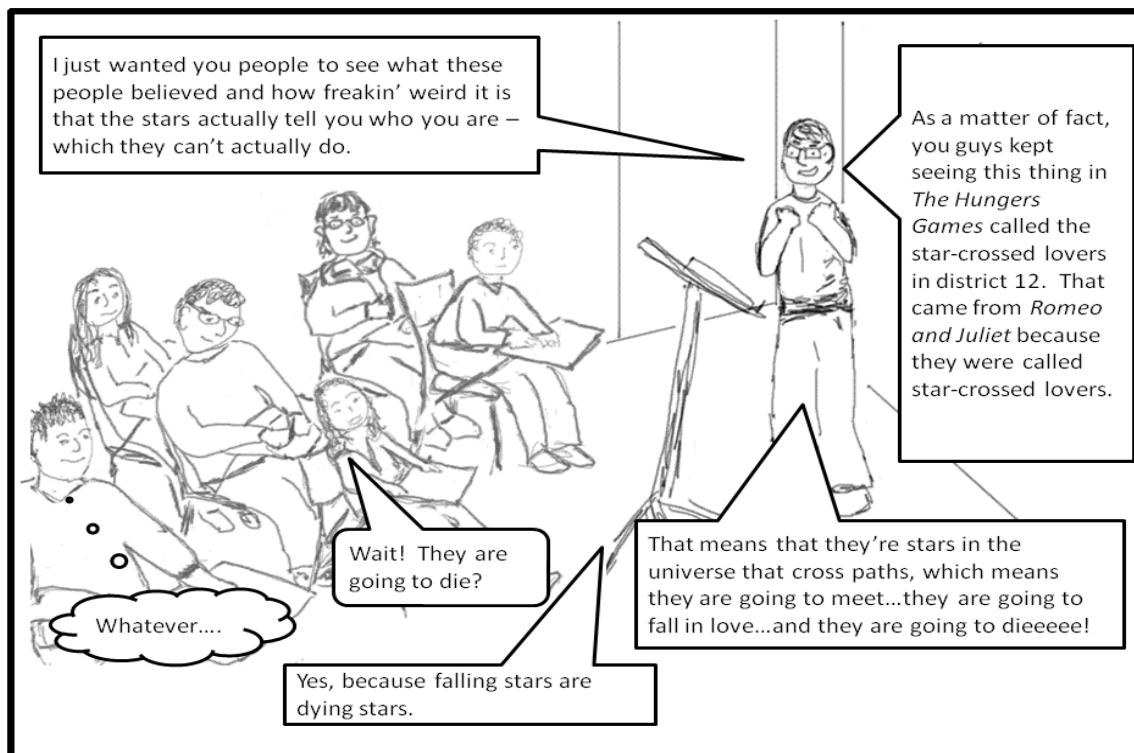 I just wanted you people to see what these
people believed and how freakin’ weird it is
that the stars actually tell you who you are –
which they can’t actually do.
As a matter of fact,
you guys kept
seeing this thing in
The Hungers
Games called the
star-crossed lovers
in district 12.  That
came from Romeo
and Juliet because
they were called
star-crossed lovers.
That means that they’re stars in the
universe that cross paths, which means
they are going to meet...they are going to
fall in love...and they are going to dieeeee!
Wait!  They are
going to die?
Yes, because falling stars are
dying stars.
Whatever....